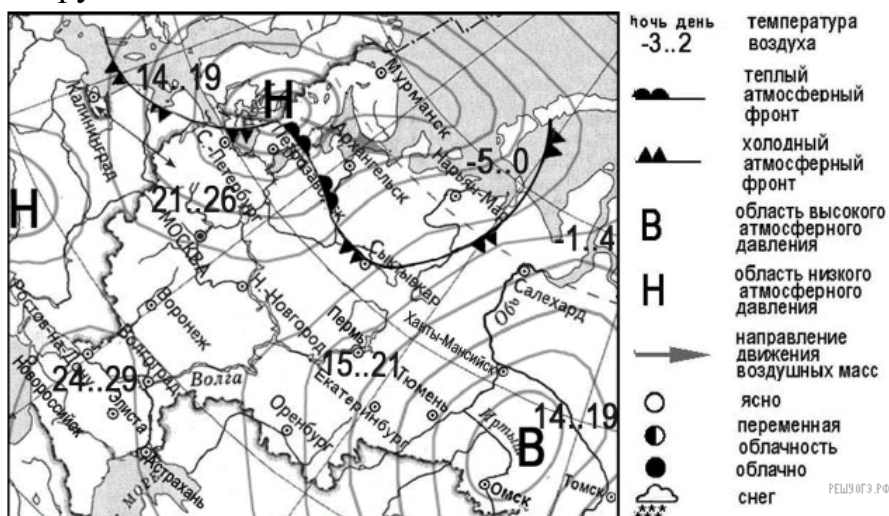 14..19
Н
Мурманск
Калининград
С.-Петербург
Петрозаводск
Архангельск
Нарьян-Мар
-5..0
21..26
Н
МОСКВА
-1..4
Сыктывкар
Салехард
Обь
Н. Новгород
Воронеж
Пермь
Ханты-Мансийск
Ростов-на-Дону
Волгоград
15..21
24..29
Волга
Новороссийск
Элиста
Екатеринбург
Тюмень
14..19
Иртыш
В
Оренбург
Астрахань
МОРЕ
Омск
Томск
ночь день
-3..2
температура
воздуха
теплый
атмосферный
фронт
холодный
атмосферный
фронт
В
область высокого
атмосферного
давления
Н
область низкого
атмосферного
давления
направление
движения
воздушных масс
ясно
переменная
облачность
облачно
снег
РЕШУОГЭ.РФ